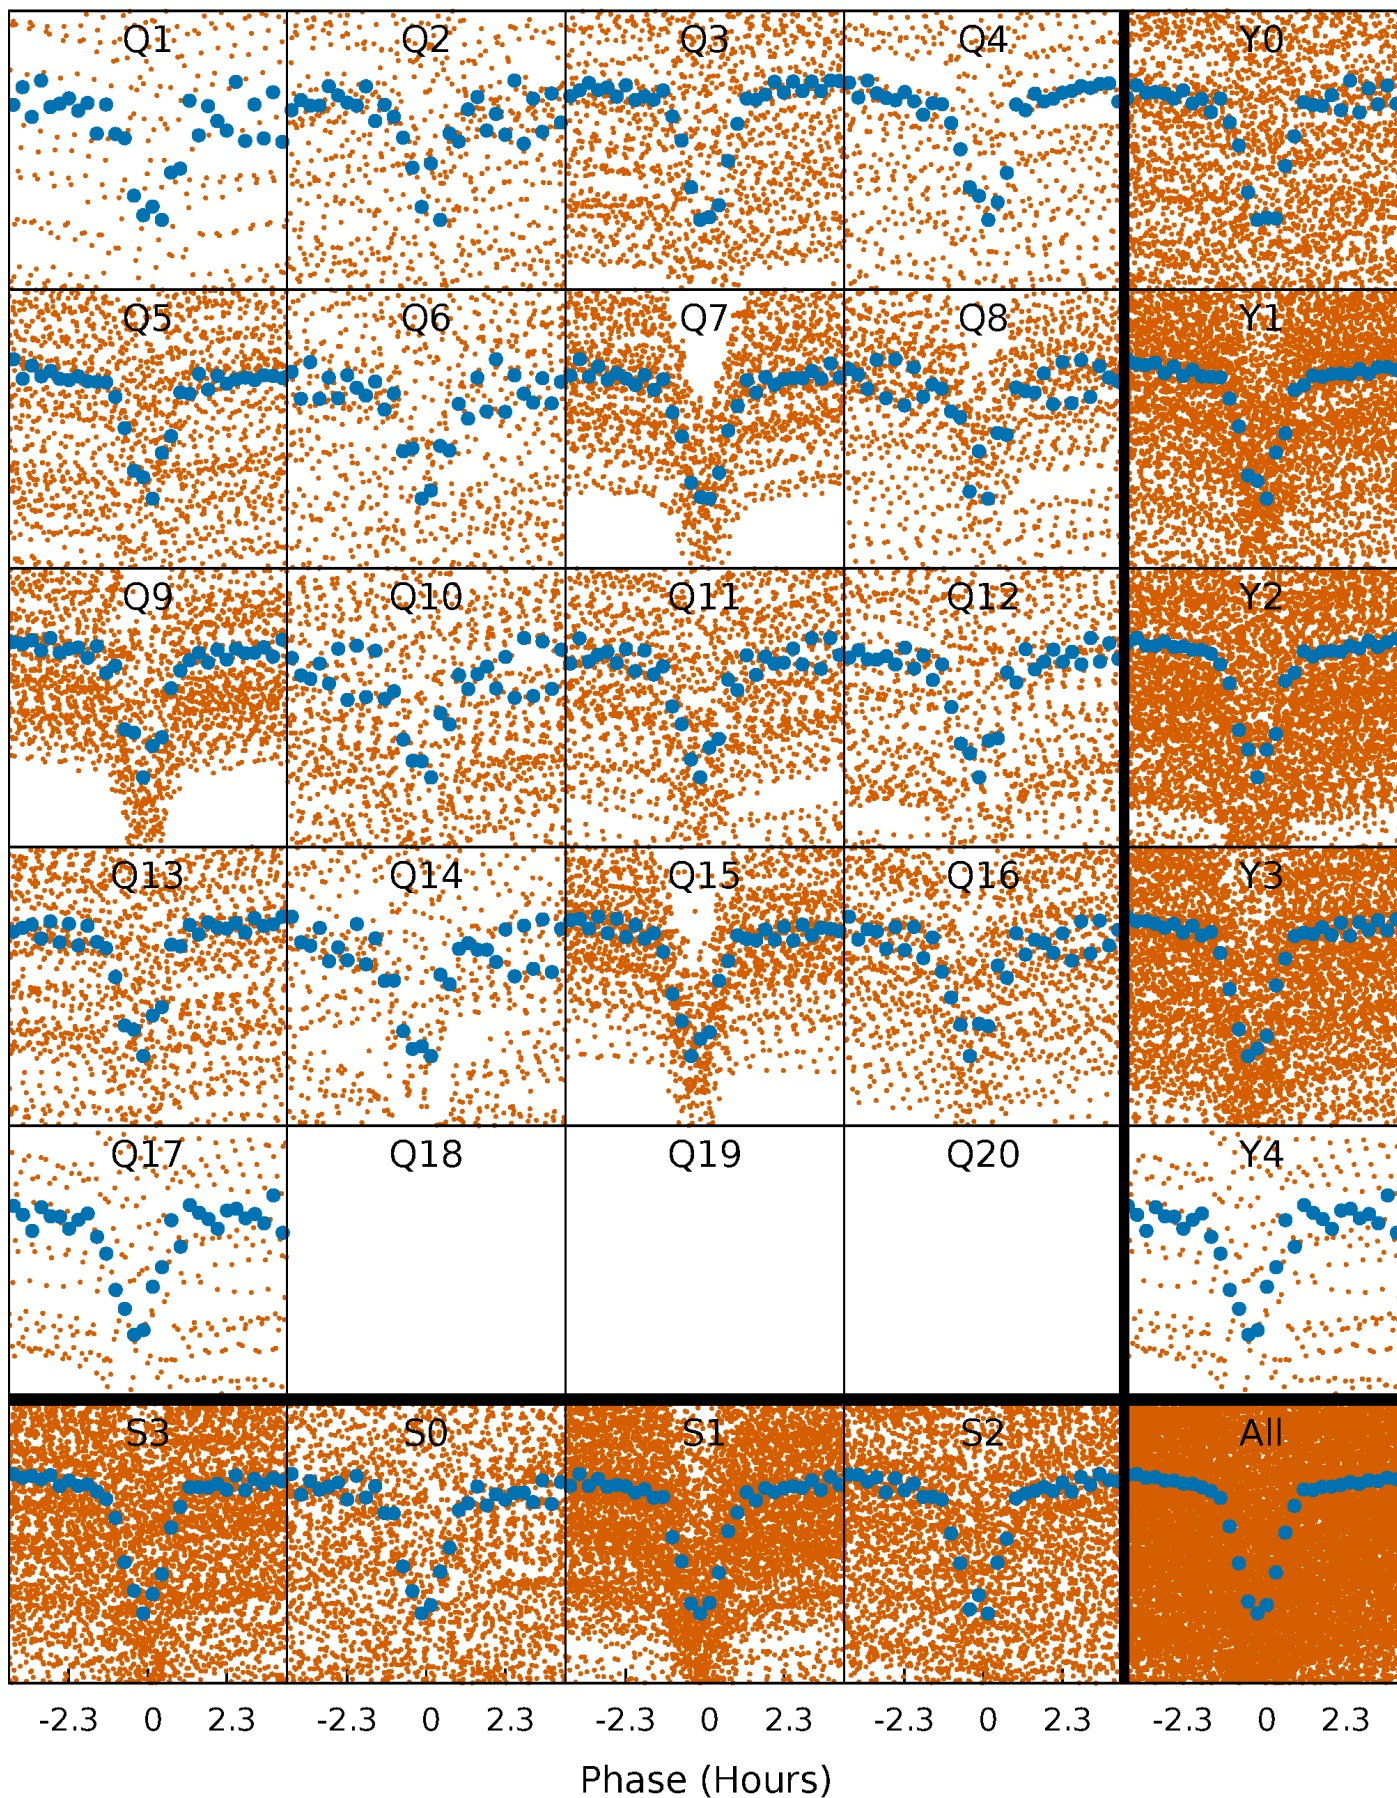 Q1 Q2 Q3 Q4 Y0
Q5 Q6 Q7 Q8 Y1
Q9 Q10 Q11 Q12 Y2
Q13 Q14 Q15 Q16 Y3
Q17 Q18 Q19 Q20 Y4
S3 S0 S1 S2 All
-2.3 0 2.3 -2.3 0 2.3 -2.3 0 2.3 -2.3 0 2.3 -2.3 0 2.3
Phase (Hours)